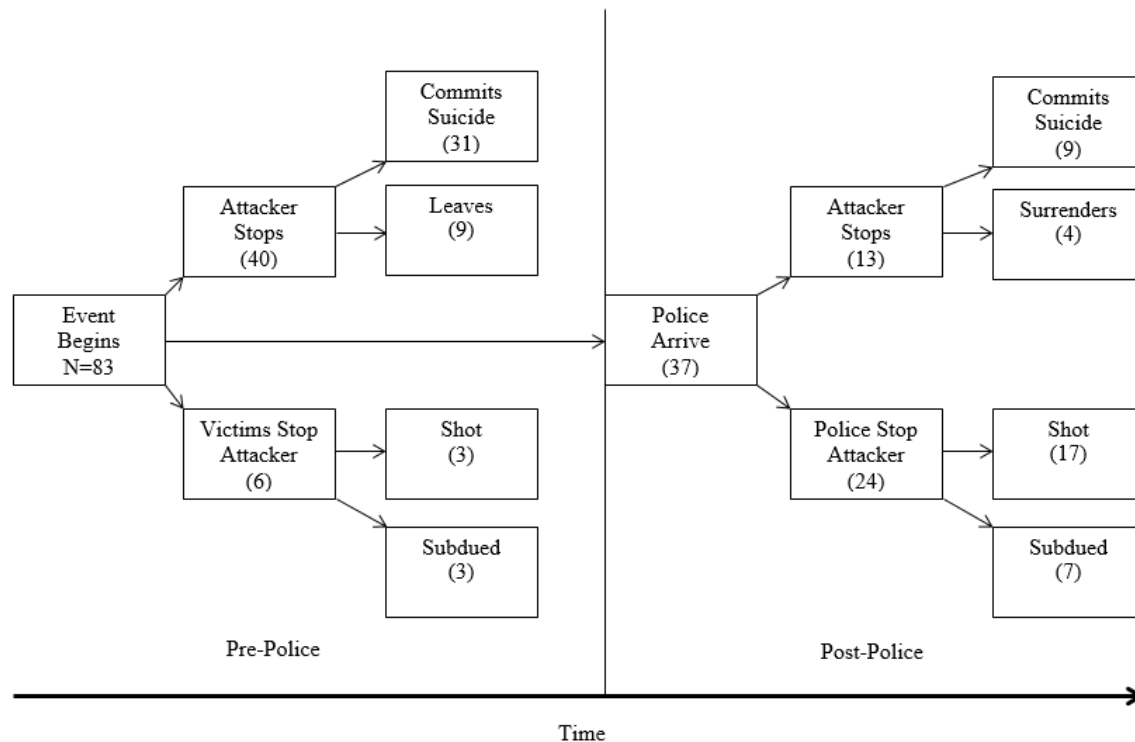 Commits
Suicide
(31)
Attacker
Stops
(40)
Leaves
(9)
Event
Begins
N=83
Victims Stop
Attacker
(6)
Shot
(3)
Subdued
(3)
Pre-Police
Commits
Suicide
(9)
Attacker
Stops
(13)
Surrenders
(4)
Police
Arrive
(37)
Police Stop
Attacker
(24)
Shot
(17)
Subdued
(7)
Post-Police
Time